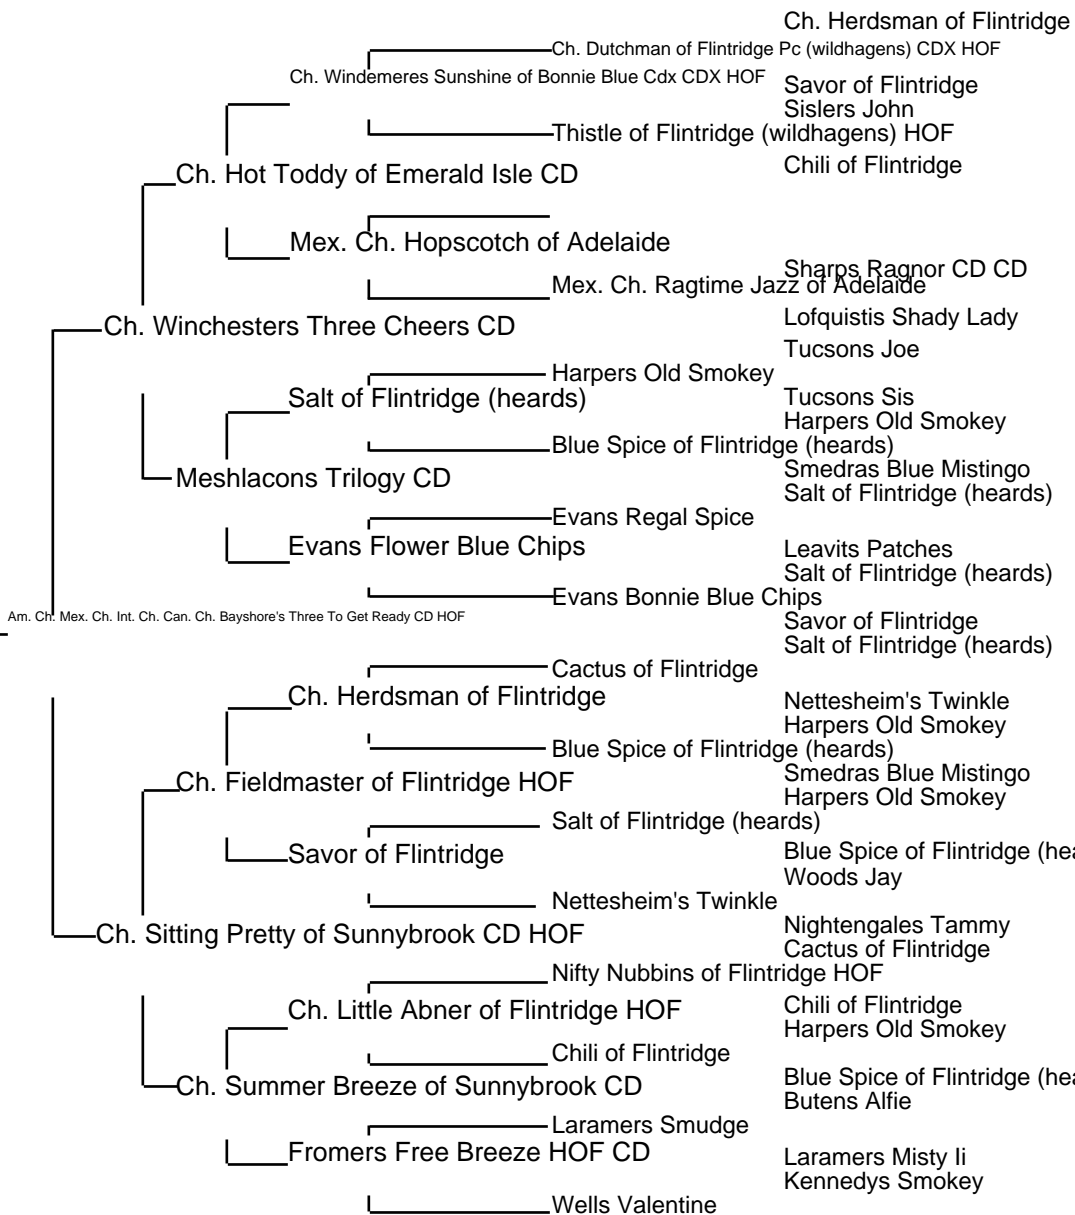 Ch. Herdsman of Flintridge
Ch. Dutchman of Flintridge Pc (wildhagens) CDX HOF
Ch. Windemeres Sunshine of Bonnie Blue Cdx CDX HOF
Savor of Flintridge
Sislers John
Thistle of Flintridge (wildhagens) HOF
Chili of Flintridge
Ch. Hot Toddy of Emerald Isle CD
Mex. Ch. Hopscotch of Adelaide
Sharps Ragnor CD CD
Mex. Ch. Ragtime Jazz of Adelaide
Lofquistis Shady Lady
Ch. Winchesters Three Cheers CD
Tucsons Joe
Harpers Old Smokey
Salt of Flintridge (heards)
Tucsons Sis
Harpers Old Smokey
Blue Spice of Flintridge (heards)
Smedras Blue Mistingo
Meshlacons Trilogy CD
Salt of Flintridge (heards)
Evans Regal Spice
Evans Flower Blue Chips
Leavits Patches
Salt of Flintridge (heards)
Evans Bonnie Blue Chips
Am. Ch. Mex. Ch. Int. Ch. Can. Ch. Bayshore's Three To Get Ready CD HOF
Savor of Flintridge
Salt of Flintridge (heards)
Cactus of Flintridge
Ch. Herdsman of Flintridge
Nettesheim's Twinkle
Harpers Old Smokey
Blue Spice of Flintridge (heards)
Smedras Blue Mistingo
Ch. Fieldmaster of Flintridge HOF
Harpers Old Smokey
Salt of Flintridge (heards)
Savor of Flintridge
Blue Spice of Flintridge (hea
Woods Jay
Nettesheim's Twinkle
Nightengales Tammy
Ch. Sitting Pretty of Sunnybrook CD HOF
Cactus of Flintridge
Nifty Nubbins of Flintridge HOF
Chili of Flintridge
Ch. Little Abner of Flintridge HOF
Harpers Old Smokey
Chili of Flintridge
Blue Spice of Flintridge (hea
Ch. Summer Breeze of Sunnybrook CD
Butens Alfie
Laramers Smudge
Fromers Free Breeze HOF CD
Laramers Misty Ii
Kennedys Smokey
Wells Valentine